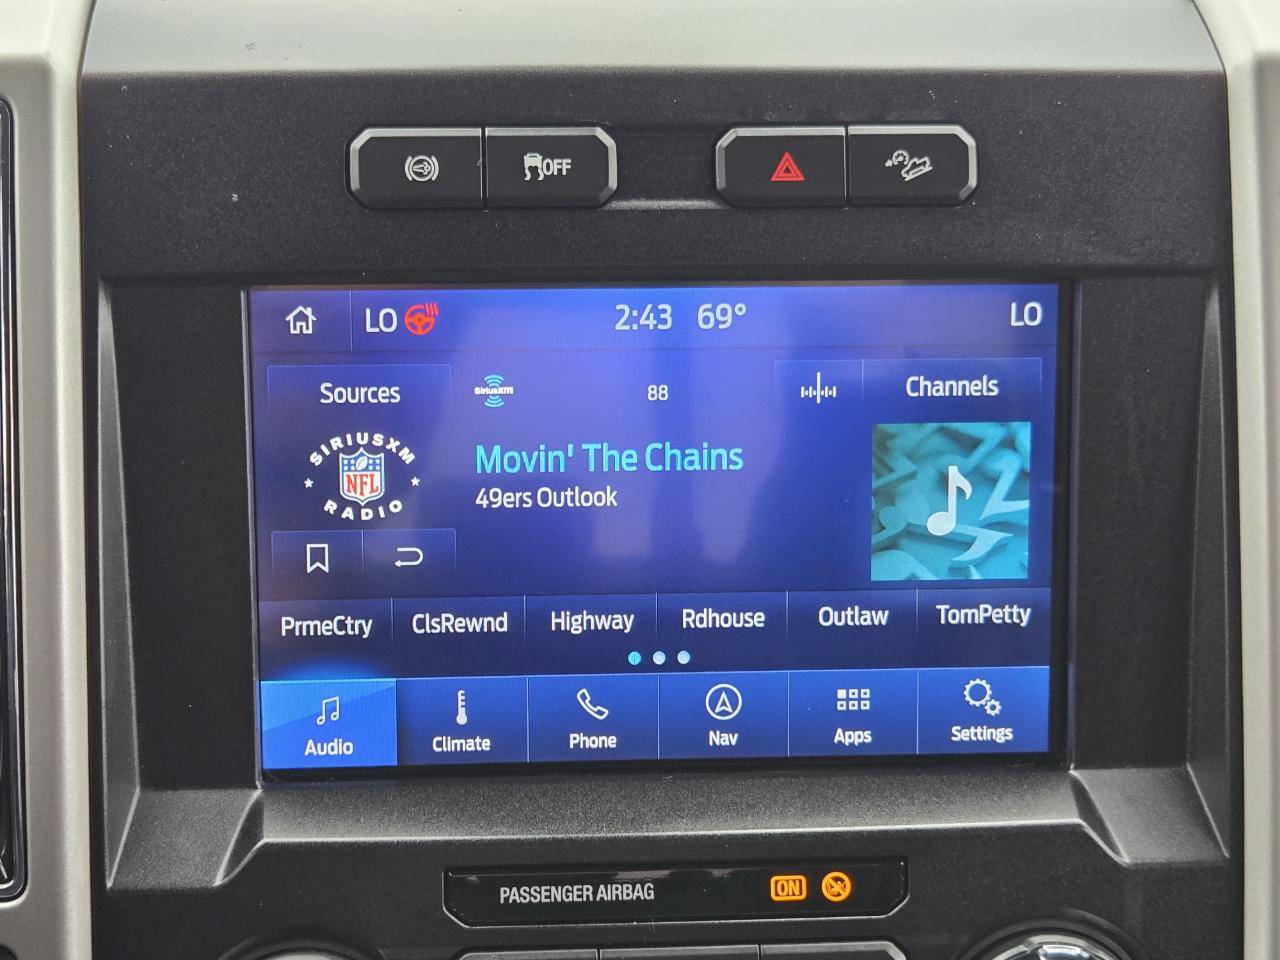 OFF
LO
2:43 69°
LO
Sources
SiriusXM
88
Channels
SIRIUSXM
NFL
RADIO
Movin' The Chains
49ers Outlook
PrmeCtry
ClsRewnd
Highway
Rdhouse
Outlaw
TomPetty
Audio
Climate
Phone
Nav
Apps
Settings
PASSENGER AIRBAG
ON